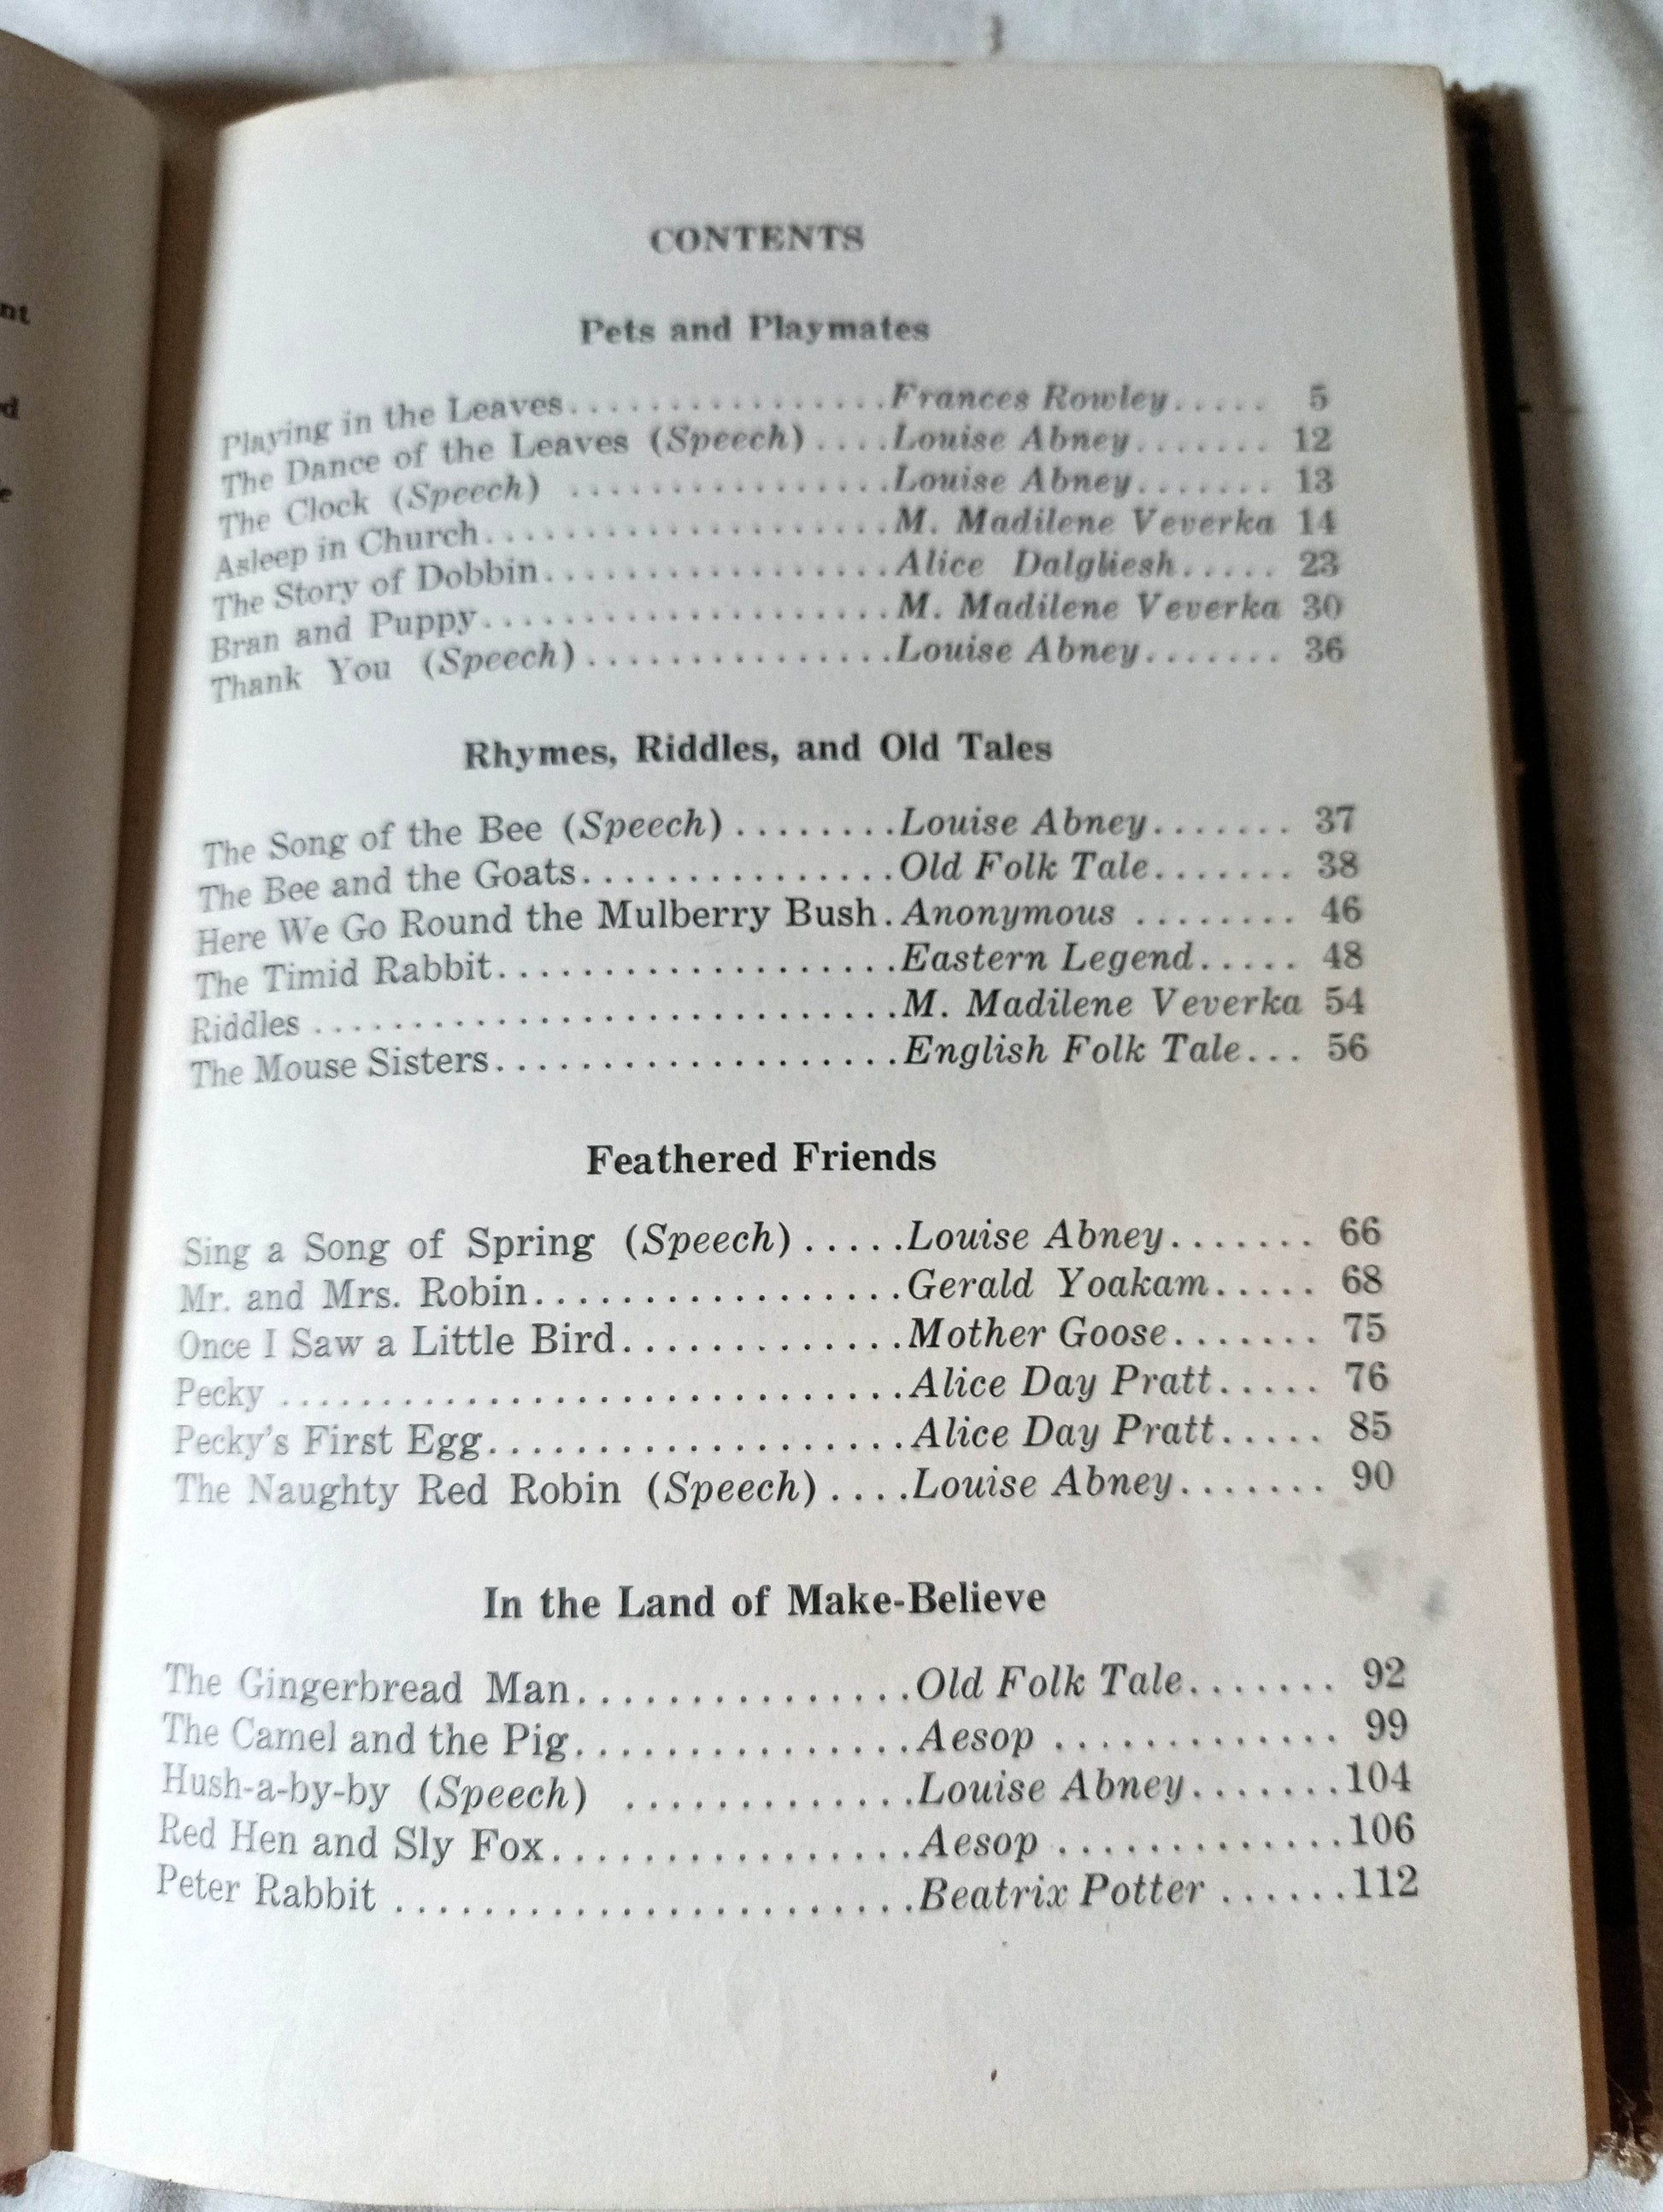 nt
CONTENTS
Pets and Playmates
Playing in the Leaves................Frances Rowley..... 5
The Dance of the Leaves (Speech)....Louise Abney....... 12
The Clock (Speech) ................Louise Abney....... 13
Asleep in Church....................M. Madilene Veverka 14
The Story of Dobbin.................Alice Dalgliesh..... 23
Bran and Puppy.....................M. Madilene Veverka 30
Thank You (Speech)...............Louise Abney....... 36
Rhymes, Riddles, and Old Tales
The Song of the Bee (Speech)........Louise Abney....... 37
The Bee and the Goats...............Old Folk Tale....... 38
Here We Go Round the Mulberry Bush.Anonymous ........ 46
The Timid Rabbit...................Eastern Legend..... 48
Riddles ............................M. Madilene Veverka 54
The Mouse Sisters...................English Folk Tale... 56
Feathered Friends
Sing a Song of Spring (Speech).....Louise Abney....... 66
Mr. and Mrs. Robin.................Gerald Yoakam..... 68
Once I Saw a Little Bird.............Mother Goose....... 75
Pecky ............................Alice Day Pratt..... 76
Pecky's First Egg...................Alice Day Pratt..... 85
The Naughty Red Robin (Speech)....Louise Abney....... 90
In the Land of Make-Believe
The Gingerbread Man...............Old Folk Tale....... 92
The Camel and the Pig...............Aesop ............. 99
Hush-a-by-by (Speech) .............Louise Abney.......104
Red Hen and Sly Fox................Aesop .............106
Peter Rabbit ........................Beatrix Potter ......112